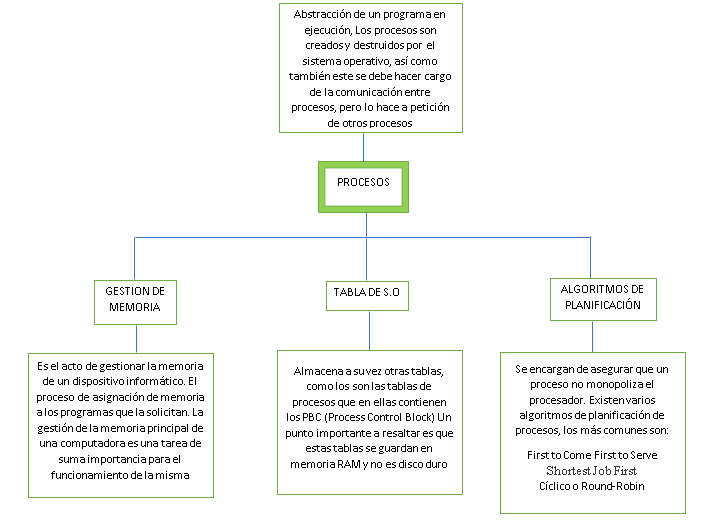 Abstracción de un programa en
ejecución, Los procesos son
creados y destruidos por el
sistema operativo, así como
también este se debe hacer cargo
de la comunicación entre
procesos, pero lo hace a petición
de otros procesos
PROCESOS
GESTION DE
MEMORIA
TABLA DE S.O
ALGORITMOS DE
PLANIFICACIÓN
Es el acto de gestionar la memoria
de un dispositivo informático. El
proceso de asignación de memoria
a los programas que la solicitan. La
gestión de la memoria principal de
una computadora es una tarea de
suma importancia para el
funcionamiento de la misma
Almacena a su vez otras tablas,
como los son las tablas de
procesos que en ellas contienen
los PBC (Process Control Block) Un
punto importante a resaltar es que
estas tablas se guardan en
memoria RAM y no es disco duro
Se encargan de asegurar que un
proceso no monopoliza el
procesador. Existen varios
algoritmos de planificación de
procesos, los más comunes son:
First to Come First to Serve
Shortest Job First
Cíclico o Round-Robin